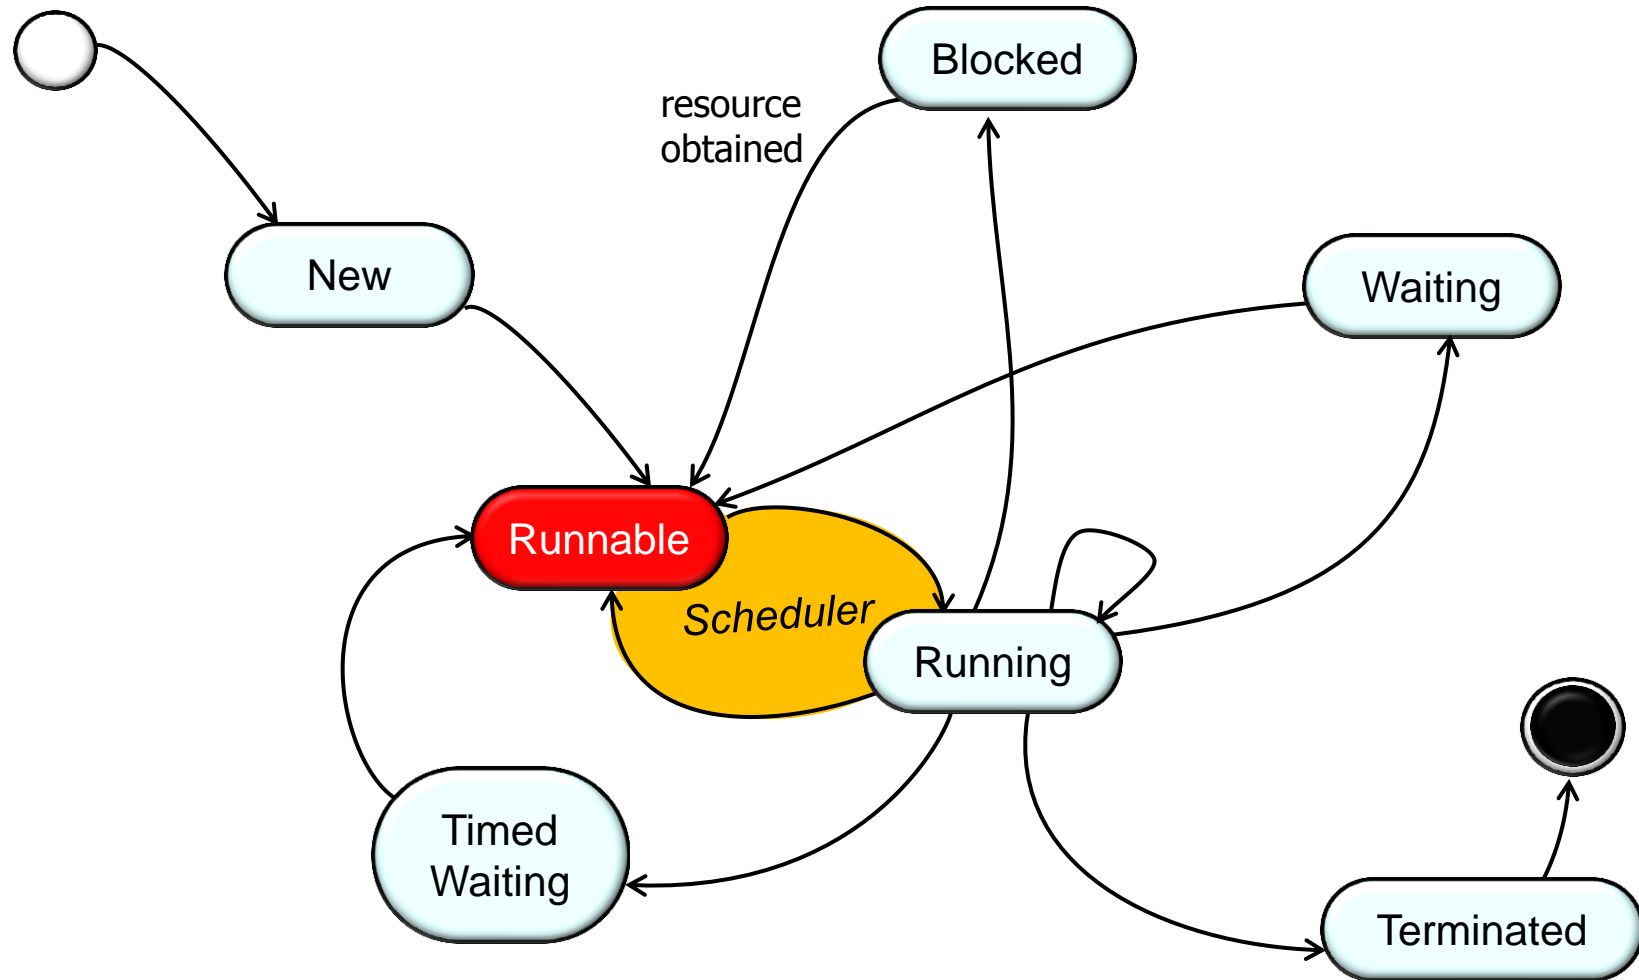 Blocked
resource
obtained
New
Waiting
Runnable
Scheduler
Running
Timed
Waiting
Terminated